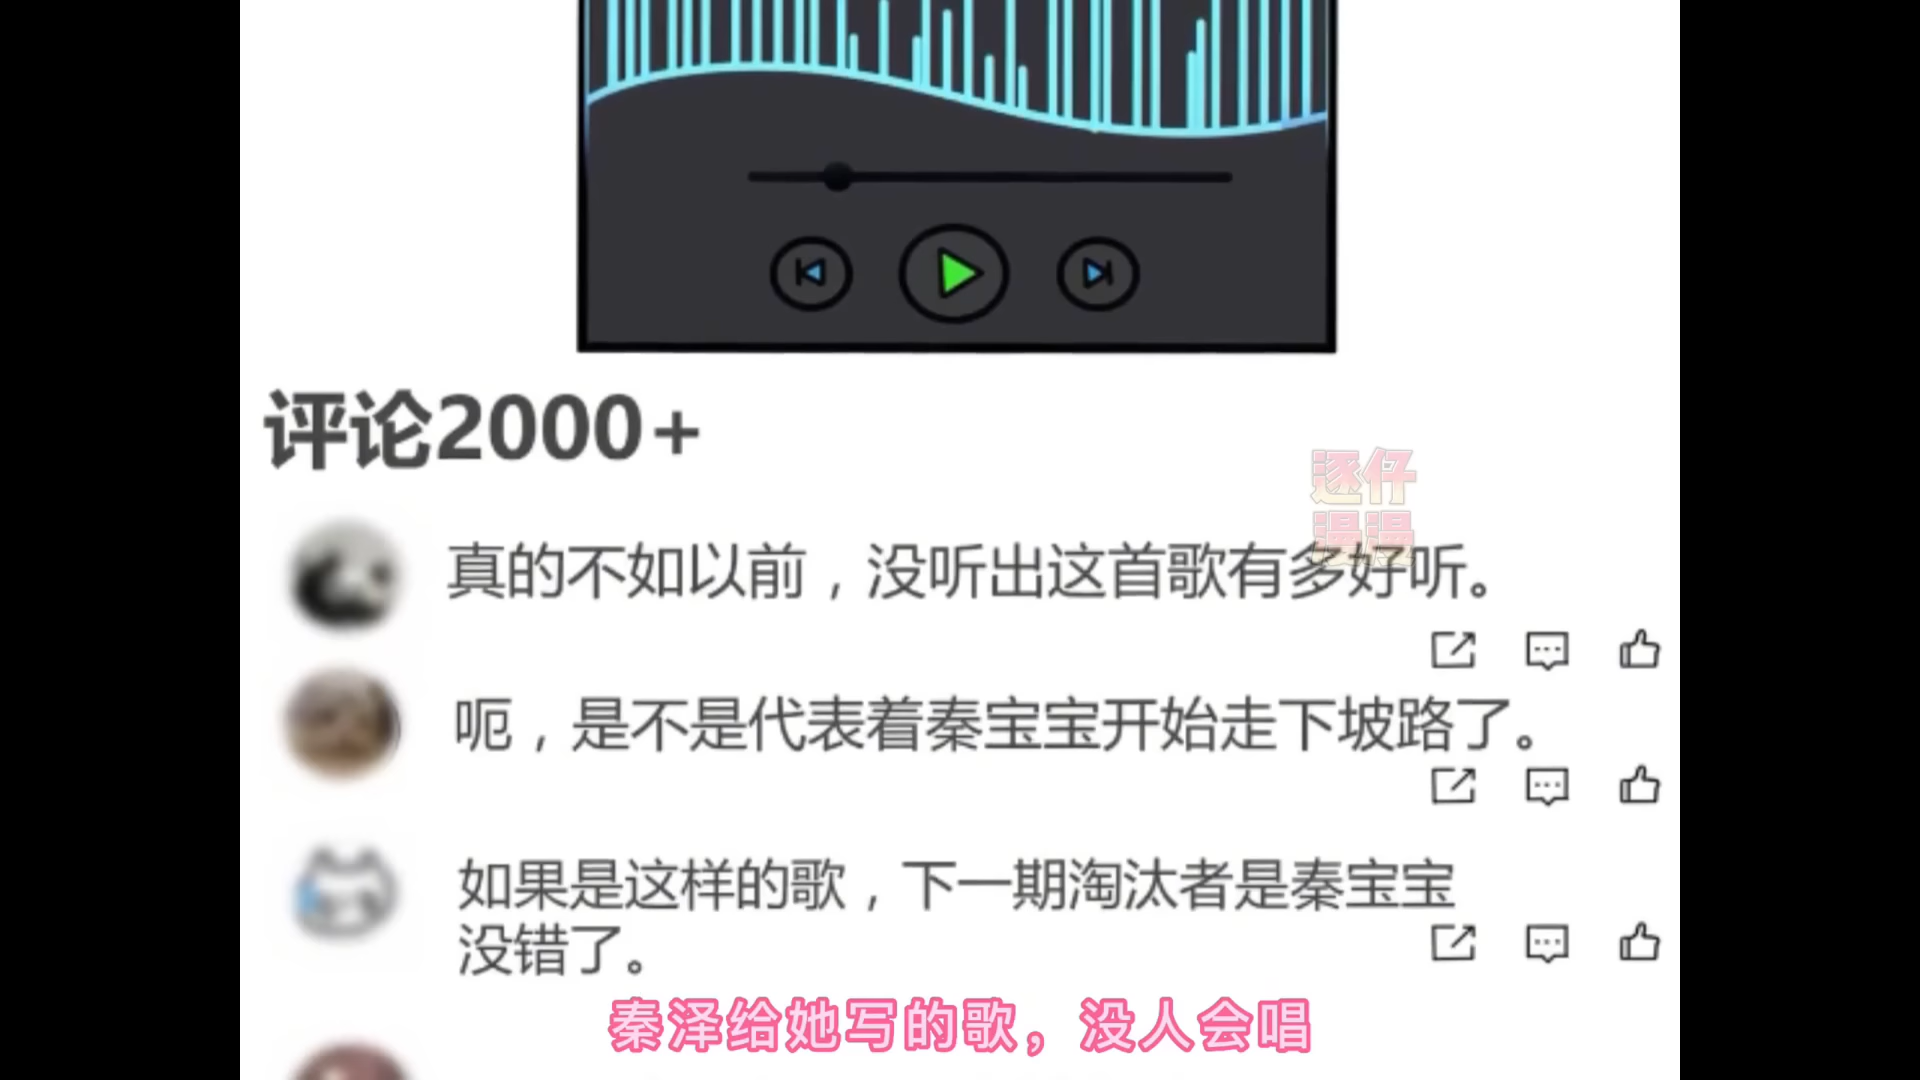 评论2000+
逐仔
漫漫
真的不如以前，没听出这首歌有多好听。
呃，是不是代表着秦宝宝开始走下坡路了。
如果是这样的歌，下一期淘汰者是秦宝宝
没错了。
秦泽给她写的歌，没人会唱